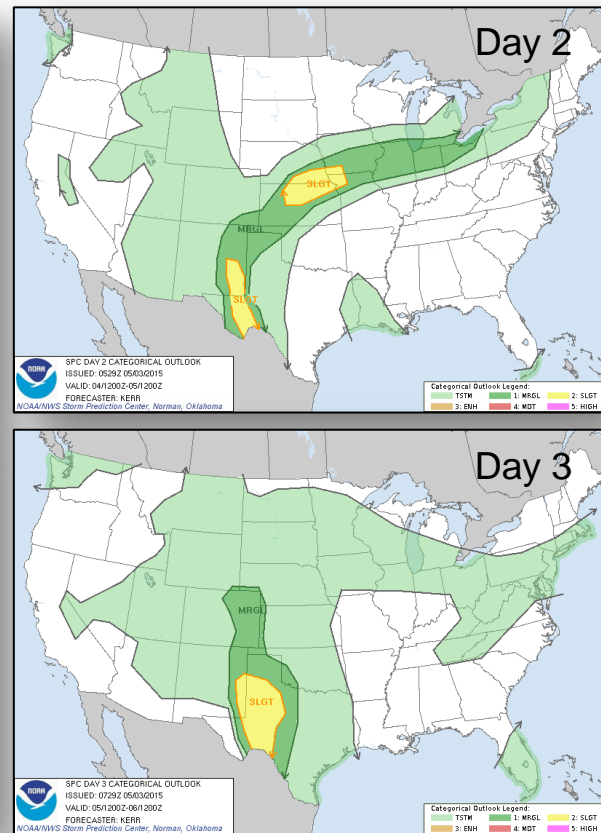 Day 2
SLGT
MRGL
SLGT
NOAA
SPC DAY 2 CATEGORICAL OUTLOOK
ISSUED: 0529Z 05/03/2015
VALID: 04/1200Z-05/1200Z
FORECASTER: KERR
NOAA/NWS Storm Prediction Center, Norman, Oklahoma
Categorical Outlook Legend:
TSTM 1: MRGL 2: SLGT
3: ENH 4: MDT 5: HIGH
Day 3
MRGL
SLGT
NOAA
SPC DAY 3 CATEGORICAL OUTLOOK
ISSUED: 0729Z 05/03/2015
VALID: 05/1200Z-06/1200Z
FORECASTER: KERR
NOAA/NWS Storm Prediction Center, Norman, Oklahoma
Categorical Outlook Legend:
TSTM 1: MRGL 2: SLGT
3: ENH 4: MDT 5: HIGH